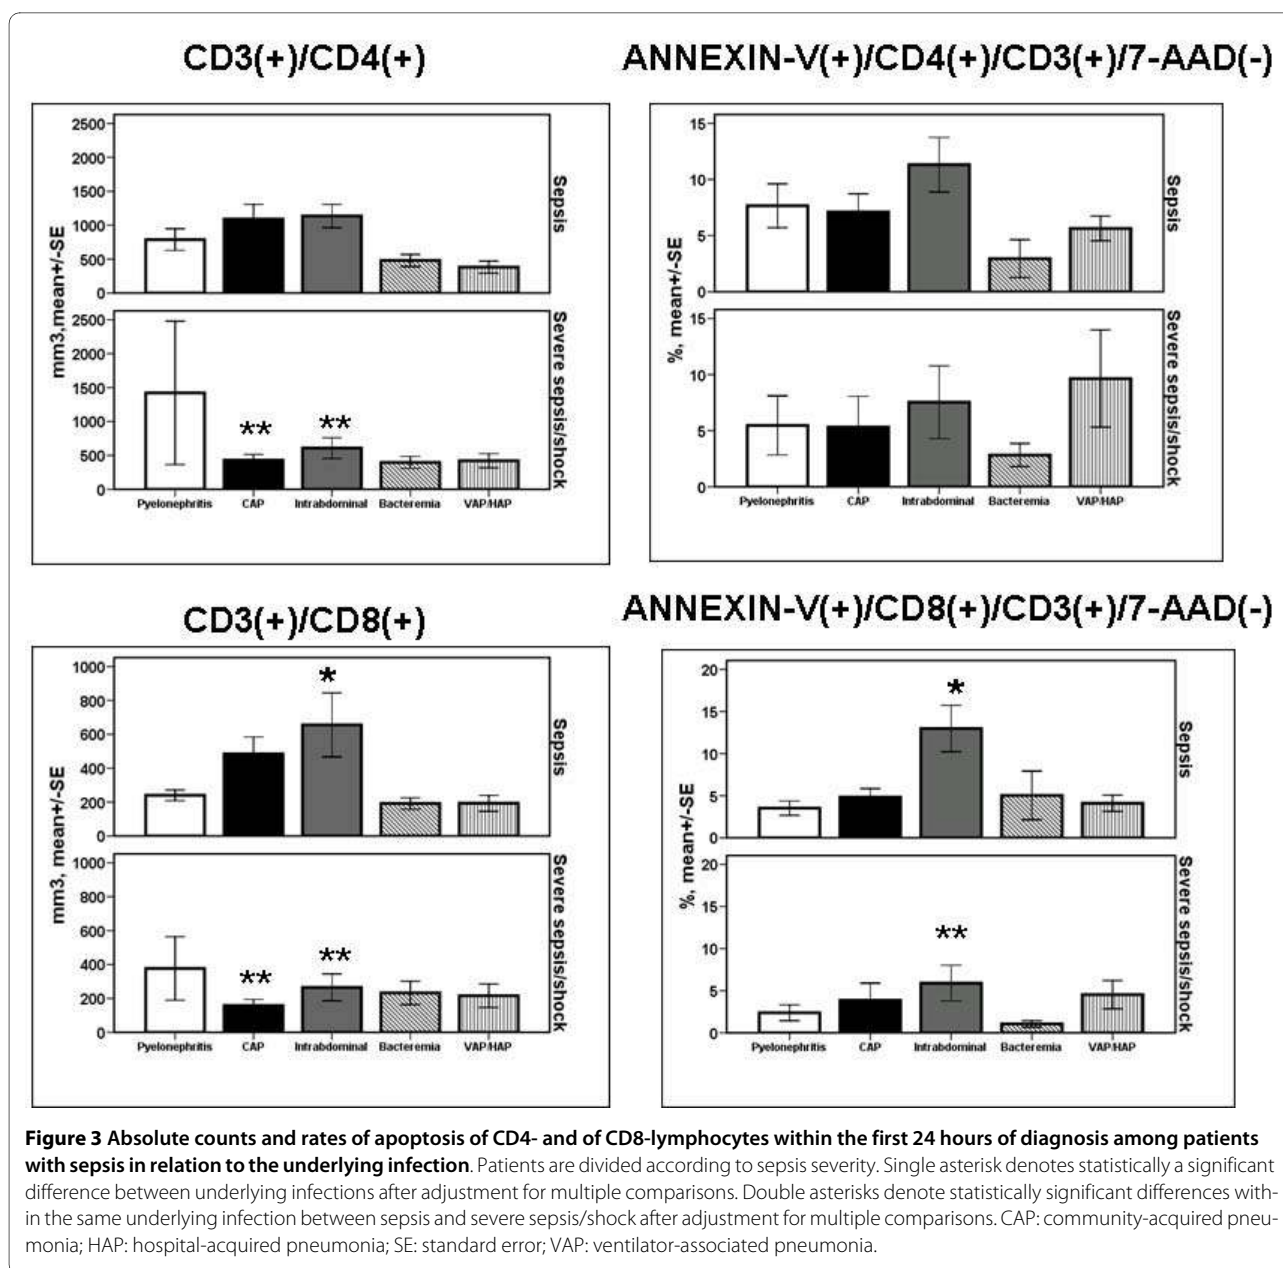 CD3(+)/CD4(+)
ANNEXIN-V(+)/CD4(+)/CD3(+)/7-AAD(-)
mm3,mean+/-SE
2500
2000
1500
1000
500
0
Sepsis
2500
2000
1500
1000
500
0
** **
Severe sepsis/shock
Pyelonephritis CAP Intrabdominal Bacteremia VAP/HAP
%, mean+/-SE
15
10
5
0
Sepsis
15
10
5
0
Severe sepsis/shock
Pyelonephritis CAP Intrabdominal Bacteremia VAP/HAP
CD3(+)/CD8(+)
ANNEXIN-V(+)/CD8(+)/CD3(+)/7-AAD(-)
mm3, mean+/-SE
1000
800
600
400
200
0
*
Sepsis
1000
800
600
400
200
0
** **
Severe sepsis/shock
Pyelonephritis CAP Intrabdominal Bacteremia VAP/HAP
%, mean+/-SE
20
15
10
5
0
*
Sepsis
20
15
10
5
0
**
Severe sepsis/shock
Pyelonephritis CAP Intrabdominal Bacteremia VAP/HAP
Figure 3 Absolute counts and rates of apoptosis of CD4- and of CD8-lymphocytes within the first 24 hours of diagnosis among patients
with sepsis in relation to the underlying infection. Patients are divided according to sepsis severity. Single asterisk denotes statistically a significant
difference between underlying infections after adjustment for multiple comparisons. Double asterisks denote statistically significant differences with-
in the same underlying infection between sepsis and severe sepsis/shock after adjustment for multiple comparisons. CAP: community-acquired pneu-
monia; HAP: hospital-acquired pneumonia; SE: standard error; VAP: ventilator-associated pneumonia.